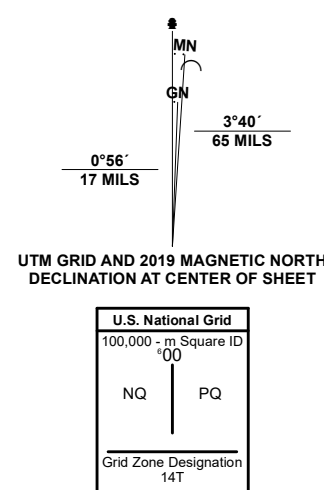 MN
GN
3°40´
65 MILS
0°56´
17 MILS
UTM GRID AND 2019 MAGNETIC NORTH
DECLINATION AT CENTER OF SHEET
U.S. National Grid
100,000 - m Square ID
⁶00
NQ PQ
Grid Zone Designation
14T